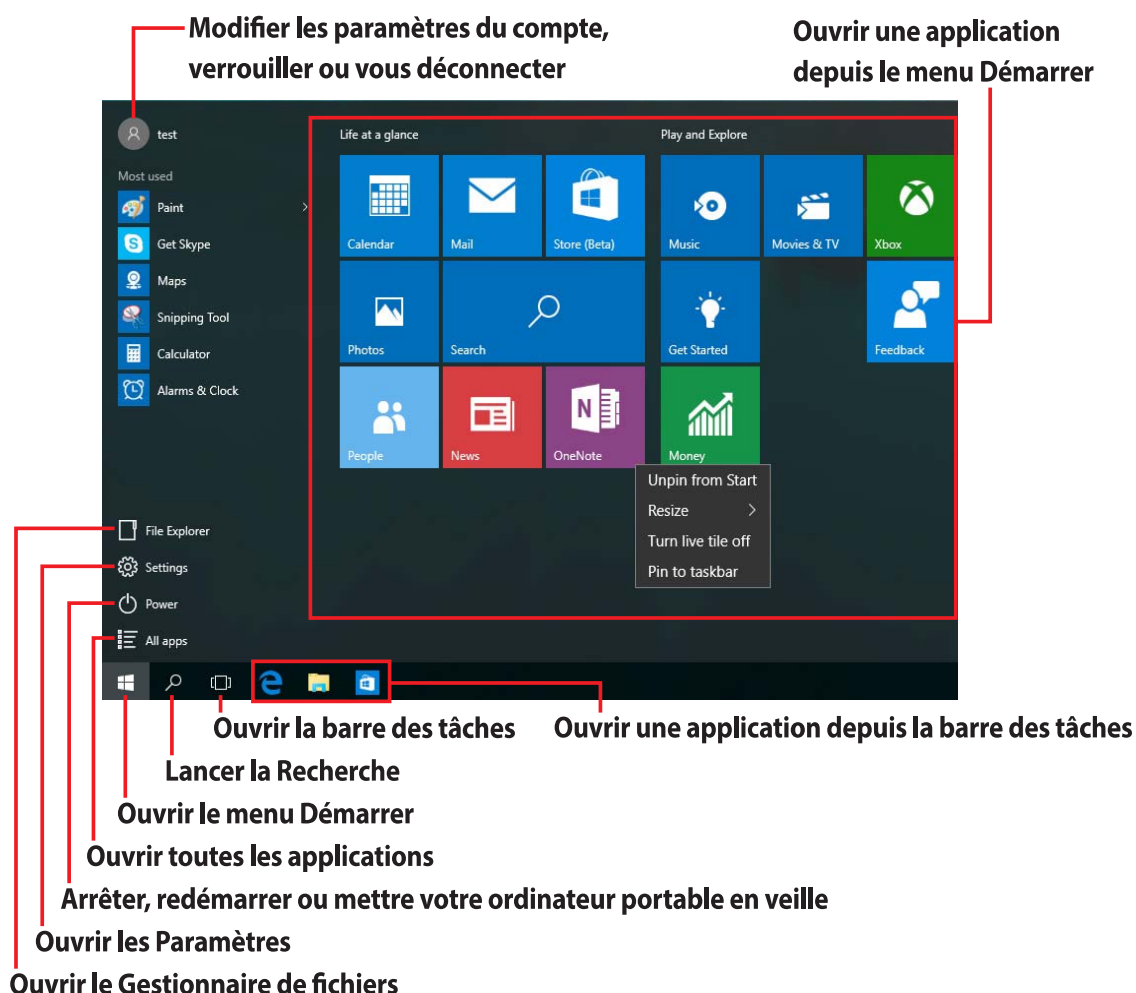 Modifier les paramètres du compte,
verrouiller ou vous déconnecter
Ouvrir une application
depuis le menu Démarrer
test
Most used
Paint
Get Skype
Maps
Snipping Tool
Calculator
Alarms & Clock
File Explorer
Settings
Power
All apps
Life at a glance
Play and Explore
Calendar
Mail
Store (Beta)
Music
Movies & TV
Xbox
Photos
Search
Get Started
Feedback
People
News
OneNote
Money
Unpin from Start
Resize
Turn live tile off
Pin to taskbar
Ouvrir la barre des tâches
Ouvrir une application depuis la barre des tâches
Lancer la Recherche
Ouvrir le menu Démarrer
Ouvrir toutes les applications
Arrêter, redémarrer ou mettre votre ordinateur portable en veille
Ouvrir les Paramètres
Ouvrir le Gestionnaire de fichiers